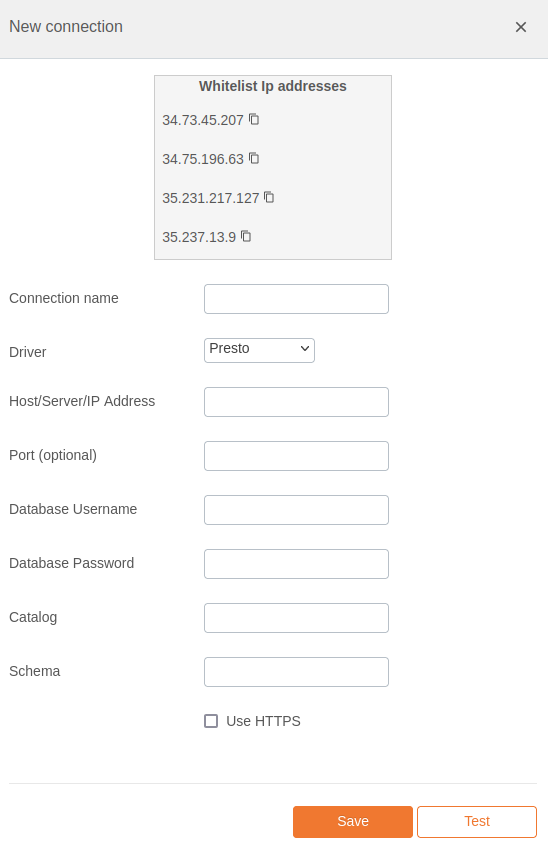 New connection
Whitelist Ip addresses
34.73.45.207
34.75.196.63
35.231.217.127
35.237.13.9
Connection name
Driver
Presto
Host/Server/IP Address
Port (optional)
Database Username
Database Password
Catalog
Schema
Use HTTPS
Save
Test